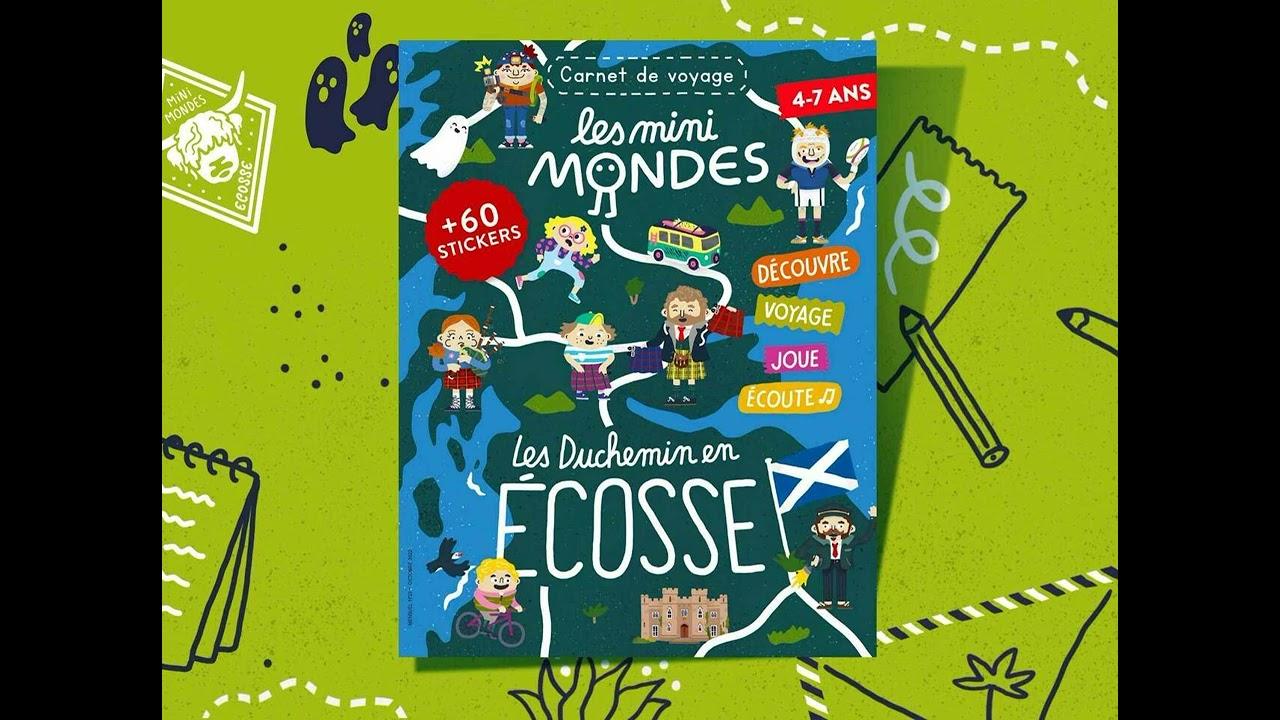 MiNi
MONDES
ECOSSE
Carnet de voyage
4-7 ANS
les mini
MONDES
+60
STICKERS
DÉCOUVRE
VOYAGE
JOUE
ÉCOUTE♫
Les Duchemin en
ÉCOSSE